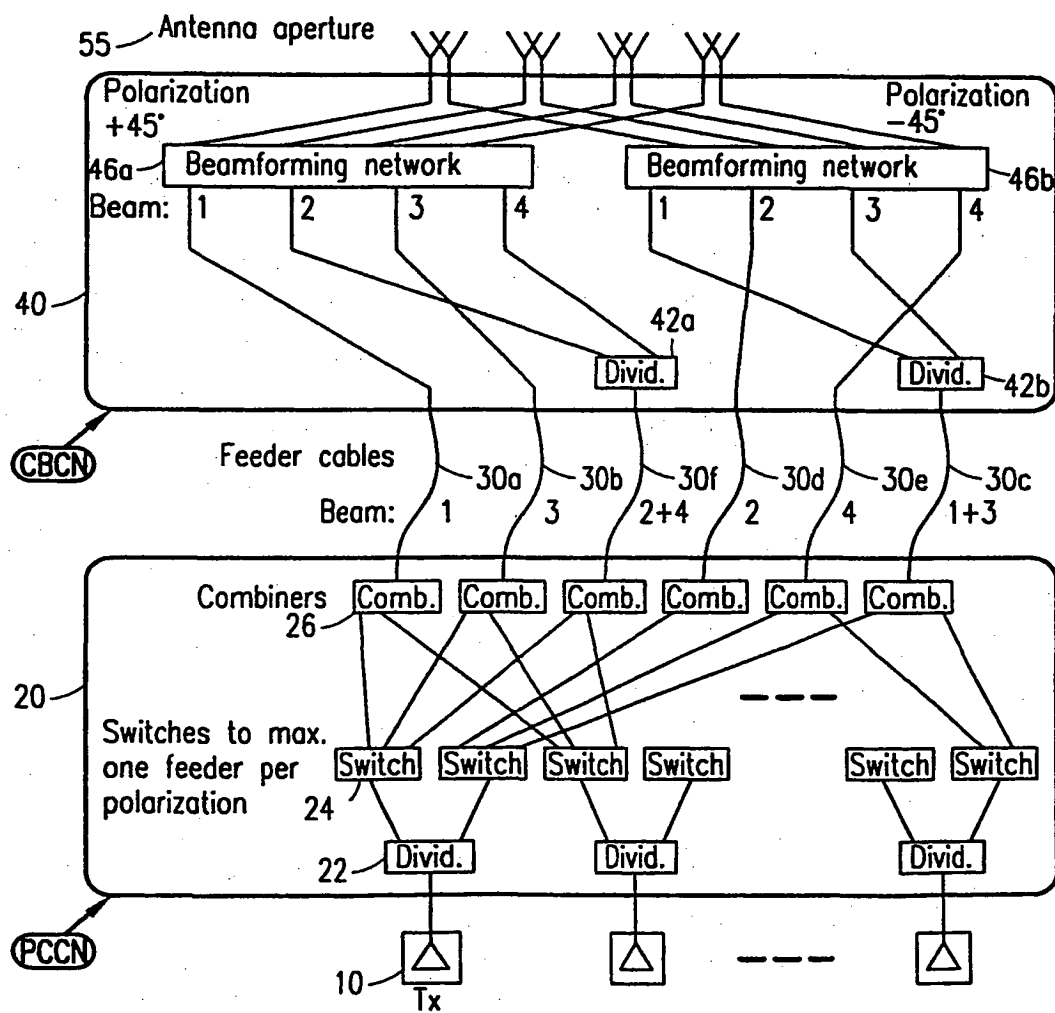 55 Antenna aperture
Polarization +45°
Polarization -45°
46a Beamforming network
Beamforming network 46b
Beam: 1 2 3 4 1 2 3 4
40
42a
Divid.
Divid. 42b
CBCN
Feeder cables 30a 30b 30f 30d 30e 30c
Beam: 1 3 2+4 2 4 1+3
Combiners Comb. Comb. Comb. Comb. Comb. Comb.
26
20
Switches to max.
one feeder per
polarization
Switch Switch Switch Switch Switch Switch
24
22 Divid. Divid. Divid.
PCCN
10
Tx